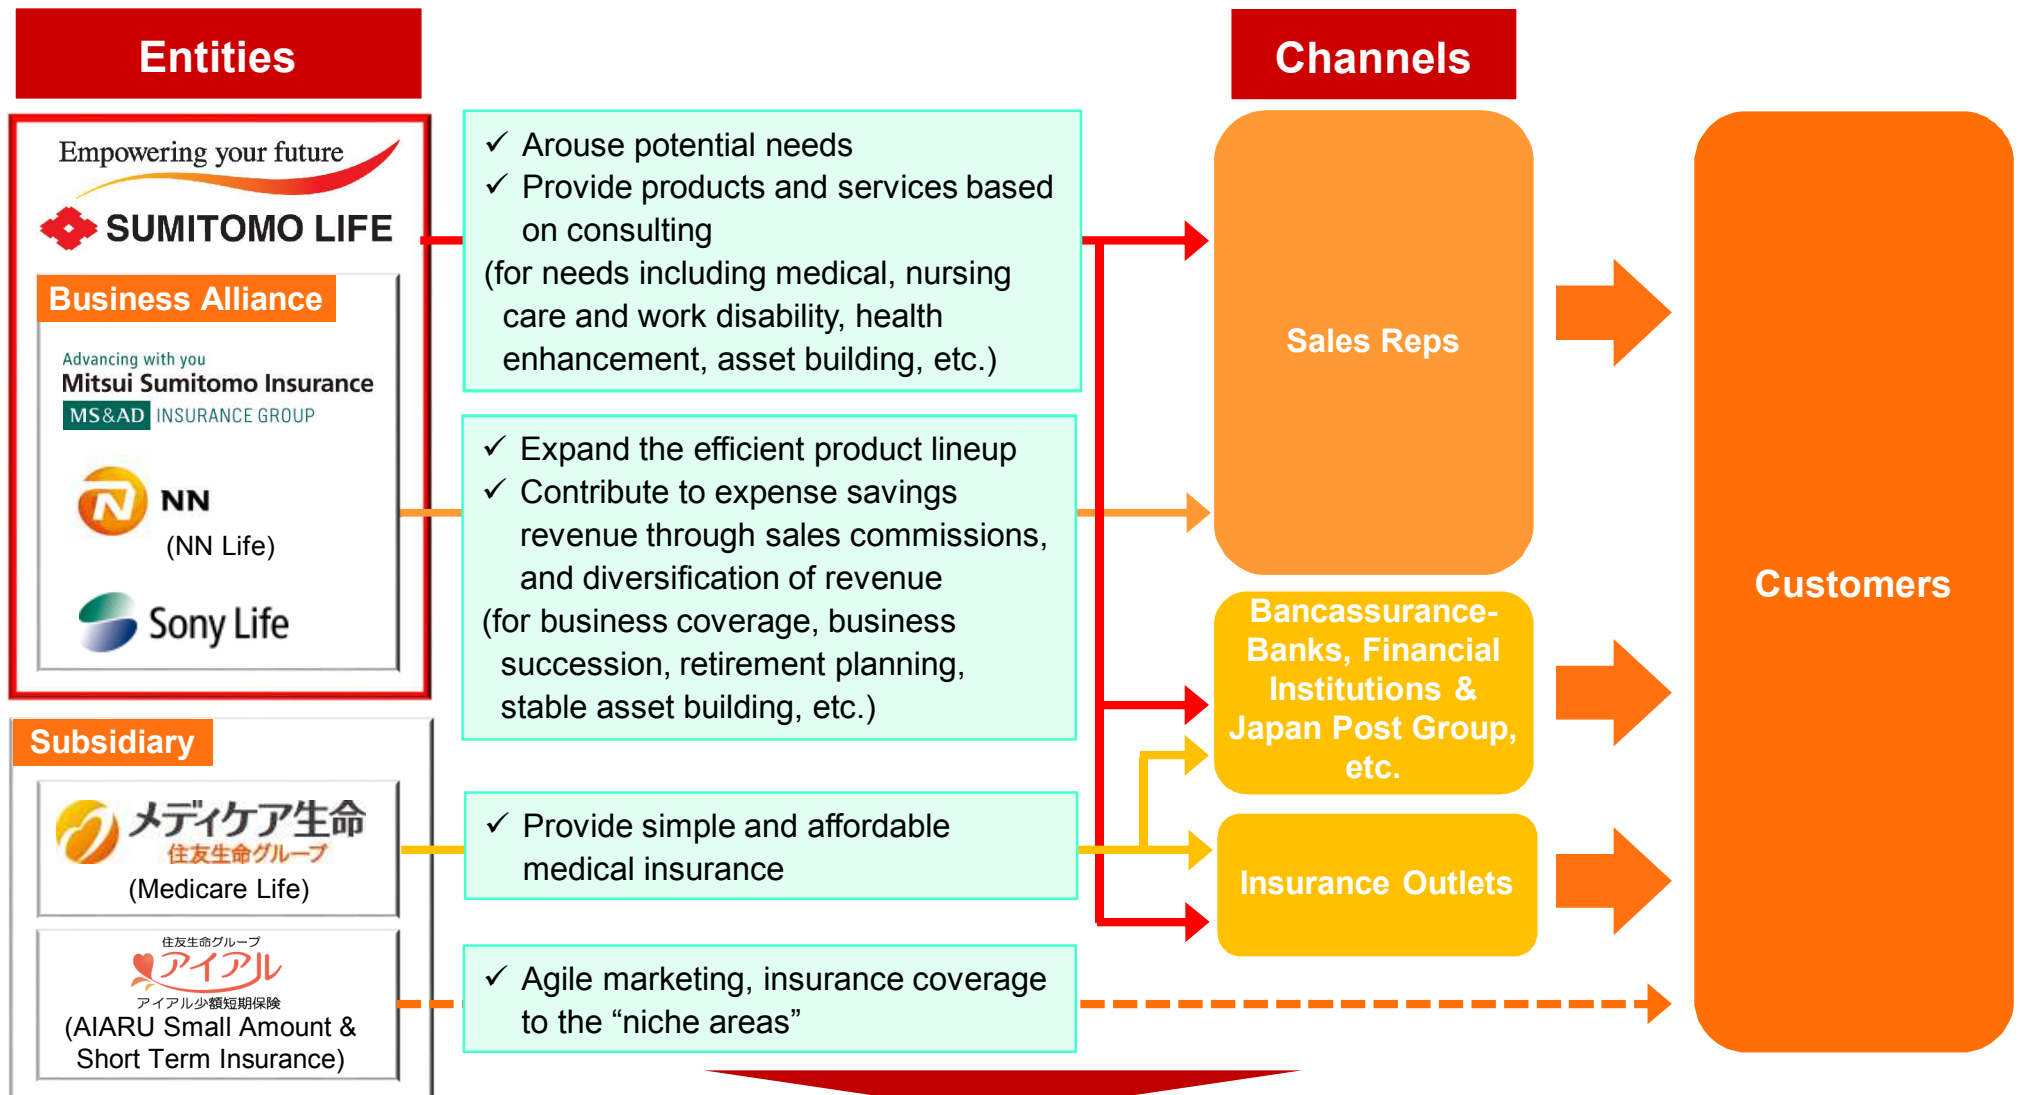 Entities
Channels
Empowering your future
SUMITOMO LIFE
Business Alliance
Advancing with you
Mitsui Sumitomo Insurance
MS&AD INSURANCE GROUP
NN
(NN Life)
Sony Life
Subsidiary
メディケア生命
住友生命グループ
(Medicare Life)
住友生命グループ
アイアル
アイアル少額短期保険
(AIARU Small Amount &
Short Term Insurance)
✓ Arouse potential needs
✓ Provide products and services based
on consulting
(for needs including medical, nursing
care and work disability, health
enhancement, asset building, etc.)
✓ Expand the efficient product lineup
✓ Contribute to expense savings
revenue through sales commissions,
and diversification of revenue
(for business coverage, business
succession, retirement planning,
stable asset building, etc.)
✓ Provide simple and affordable
medical insurance
✓ Agile marketing, insurance coverage
to the “niche areas”
Sales Reps
Bancassurance-
Banks, Financial
Institutions &
Japan Post Group,
etc.
Insurance Outlets
Customers